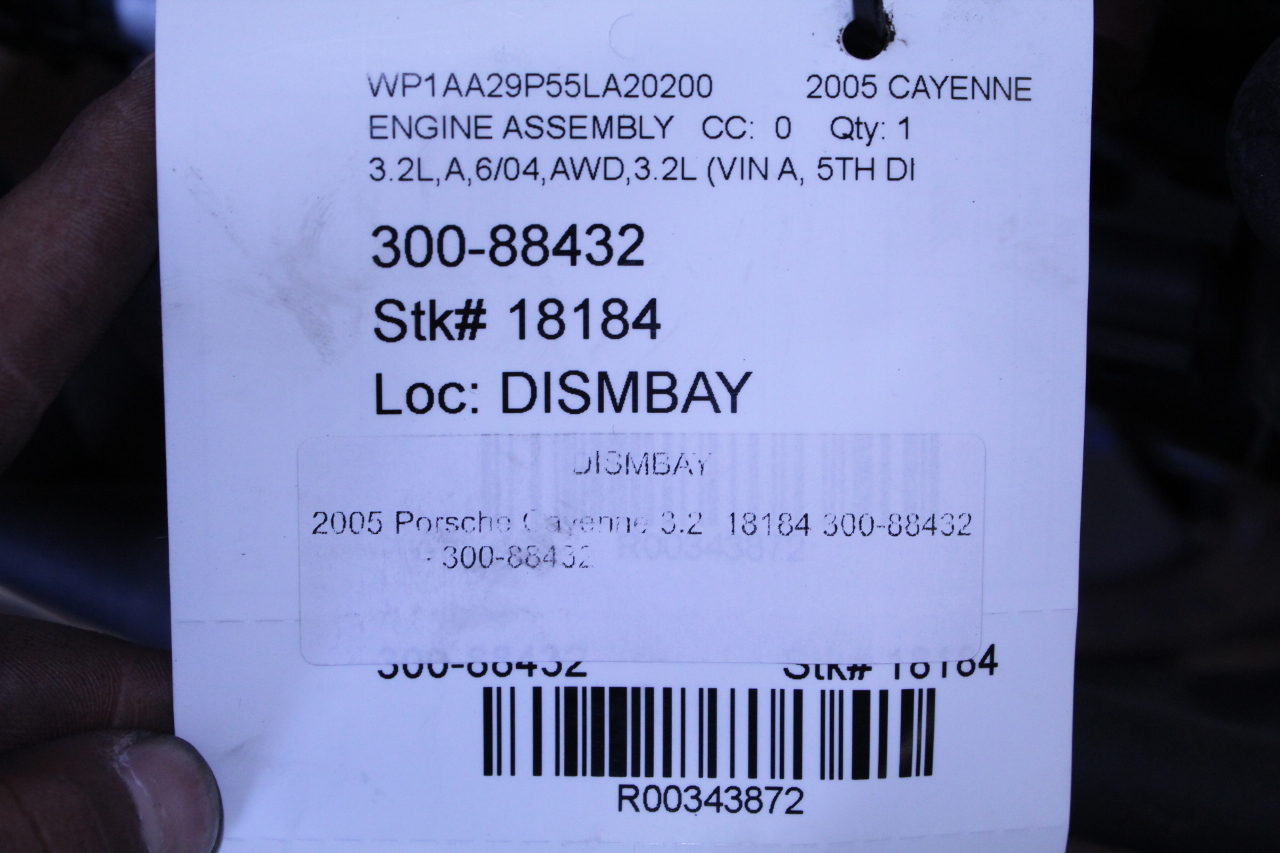 WP1AA29P55LA20200 2005 CAYENNE
ENGINE ASSEMBLY CC: 0 Qty: 1
3.2L,A,6/04,AWD,3.2L (VIN A, 5TH DI
300-88432
Stk# 18184
Loc: DISMBAY
DISMBAY
2005 Porsche Cayenne 3.2 18184 300-88432
- 300-88432
R00343872
300-88432 Stk# 18184
R00343872